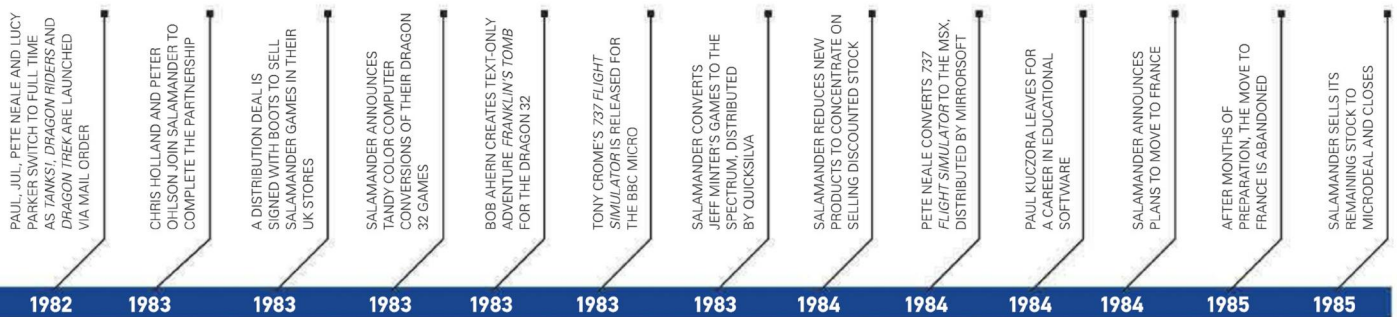 PAUL, JUL, PETE NEALE AND LUCY
PARKER SWITCH TO FULL TIME
AS TANKS!, DRAGON RIDERS AND
DRAGON TREK ARE LAUNCHED
VIA MAIL ORDER
1982
CHRIS HOLLAND AND PETER
OHLSON JOIN SALAMANDER TO
COMPLETE THE PARTNERSHIP
1983
A DISTRIBUTION DEAL IS
SIGNED WITH BOOTS TO SELL
SALAMANDER GAMES IN THEIR
UK STORES
1983
SALAMANDER ANNOUNCES
TANDY COLOR COMPUTER
CONVERSIONS OF THEIR DRAGON
32 GAMES
1983
BOB AHERN CREATES TEXT-ONLY
ADVENTURE FRANKLIN'S TOMB
FOR THE DRAGON 32
1983
TONY CROME'S 737 FLIGHT
SIMULATOR IS RELEASED FOR
THE BBC MICRO
1983
SALAMANDER CONVERTS
JEFF MINTER'S GAMES TO THE
SPECTRUM, DISTRIBUTED
BY QUICKSILVA
1983
SALAMANDER REDUCES NEW
PRODUCTS TO CONCENTRATE ON
SELLING DISCOUNTED STOCK
1984
PETE NEALE CONVERTS 737
FLIGHT SIMULATOR TO THE MSX,
DISTRIBUTED BY MIRRORSOFT
1984
PAUL KUCZORA LEAVES FOR
A CAREER IN EDUCATIONAL
SOFTWARE
1984
SALAMANDER ANNOUNCES
PLANS TO MOVE TO FRANCE
1984
AFTER MONTHS OF
PREPARATION, THE MOVE TO
FRANCE IS ABANDONED
1985
SALAMANDER SELLS ITS
REMAINING STOCK TO
MICRODEAL AND CLOSES
1985